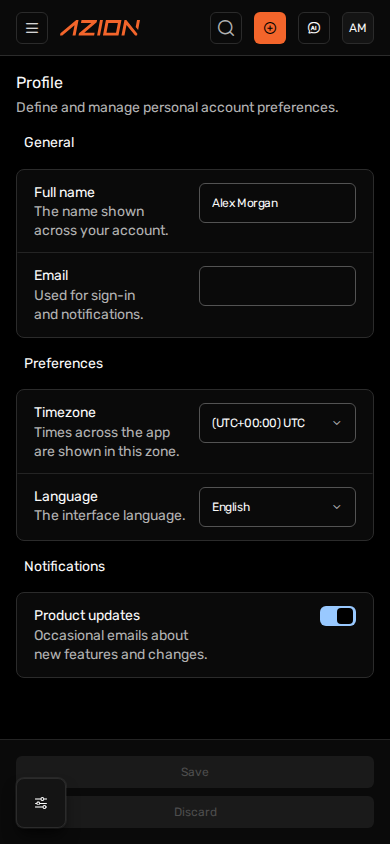 AZION
AI
AM
Profile
Define and manage personal account preferences.
General
Full name
The name shown
across your account.
Alex Morgan
Email
Used for sign-in
and notifications.
Preferences
Timezone
Times across the app
are shown in this zone.
(UTC+00:00) UTC
Language
The interface language.
English
Notifications
Product updates
Occasional emails about
new features and changes.
Save
Discard